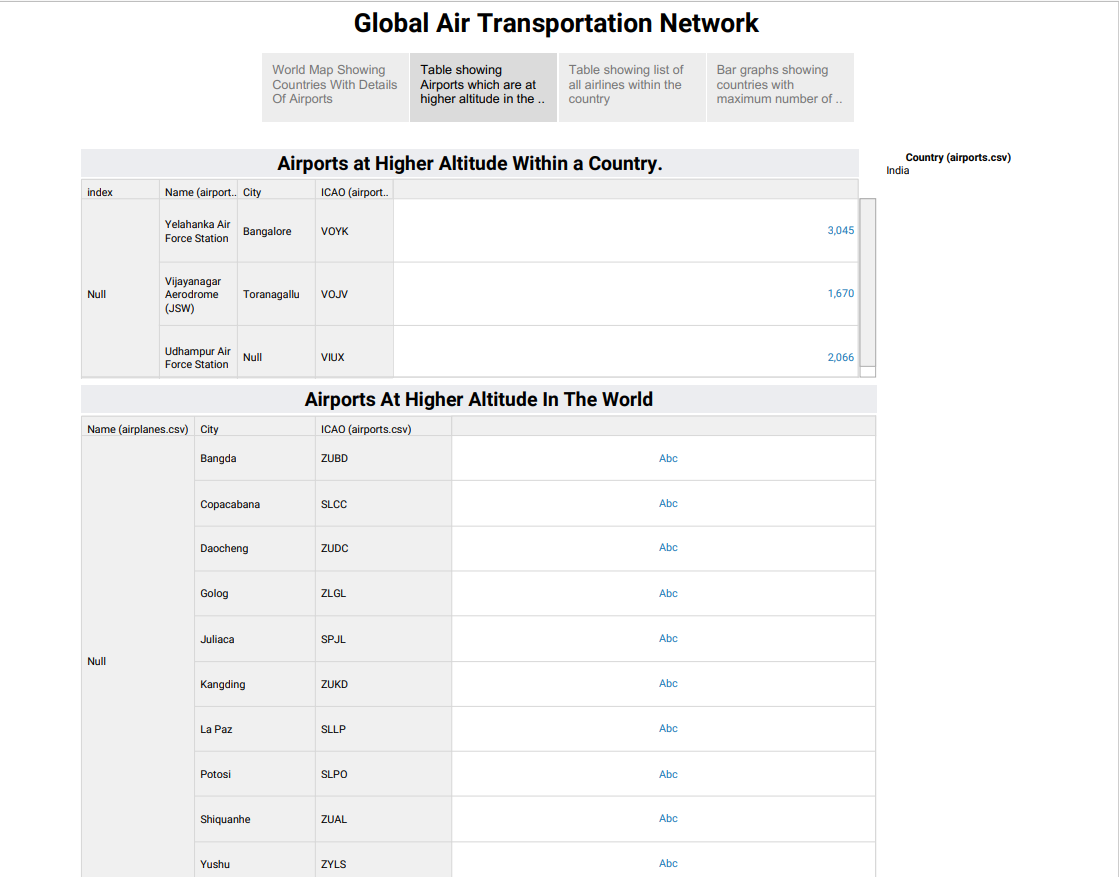 Global Air Transportation Network
World Map Showing
Countries With Details
Of Airports
Table showing
Airports which are at
higher altitude in the ..
Table showing list of
all airlines within the
country
Bar graphs showing
countries with
maximum number of ..
Airports at Higher Altitude Within a Country.
Country (airports.csv)
India
index Name (airport.. City ICAO (airport..
Null
Yelahanka Air
Force Station
Bangalore VOYK 3,045
Vijayanagar
Aerodrome
(JSW)
Toranagallu VOJV 1,670
Udhampur Air
Force Station
Null VIUX 2,066
Airports At Higher Altitude In The World
Name (airplanes.csv) City ICAO (airports.csv)
Null
Bangda ZUBD Abc
Copacabana SLCC Abc
Daocheng ZUDC Abc
Golog ZLGL Abc
Juliaca SPJL Abc
Kangding ZUKD Abc
La Paz SLLP Abc
Potosi SLPO Abc
Shiquanhe ZUAL Abc
Yushu ZYLS Abc